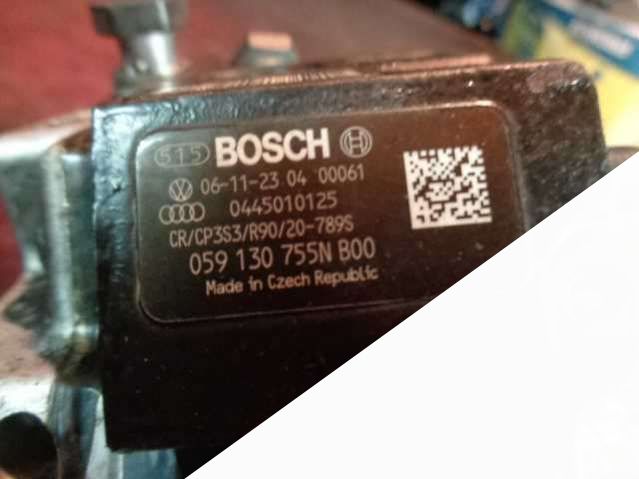 515 BOSCH
06-11-23 04 00061
0445010125
CR/CP3S3/R90/20-789S
059 130 755N B00
Made in Czech Republic